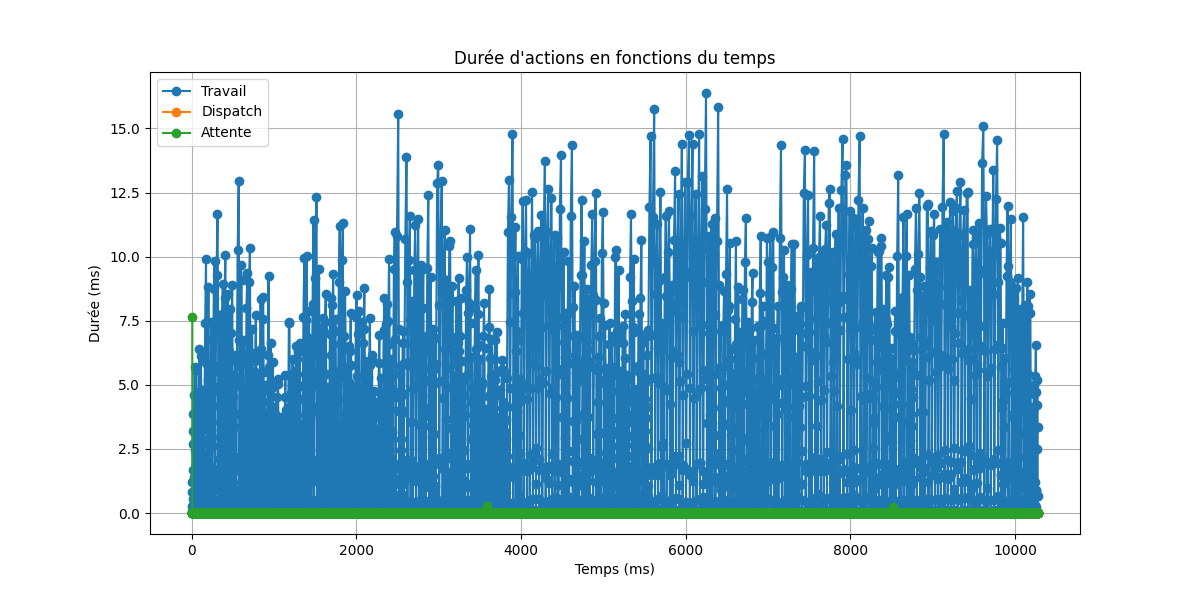 Durée d'actions en fonctions du temps
Travail
Dispatch
Attente
Durée (ms)
15.0
12.5
10.0
7.5
5.0
2.5
0.0
0 2000 4000 6000 8000 10000
Temps (ms)